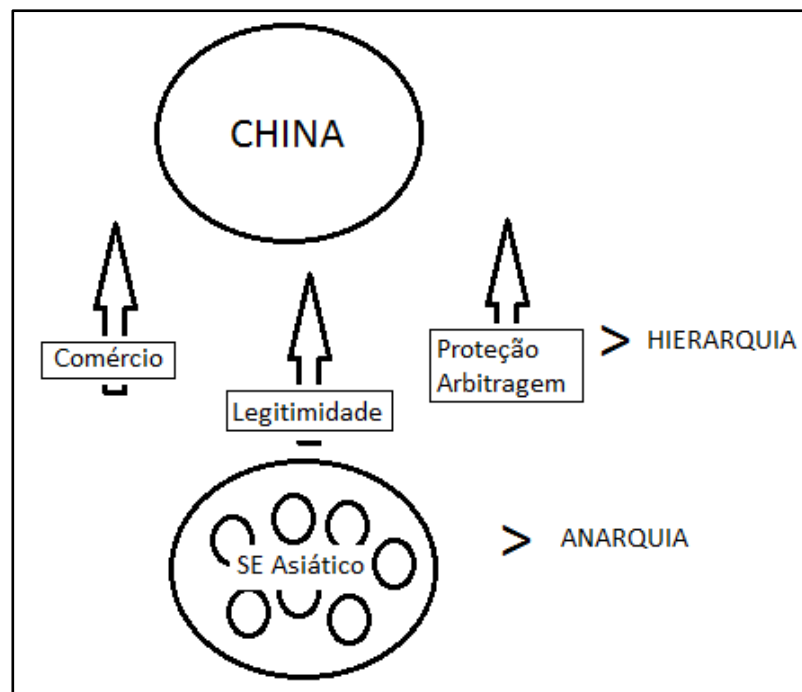 CHINA
Comércio
Legitimidade
Proteção
Arbitragem
> HIERARQUIA
SE Asiático
> ANARQUIA